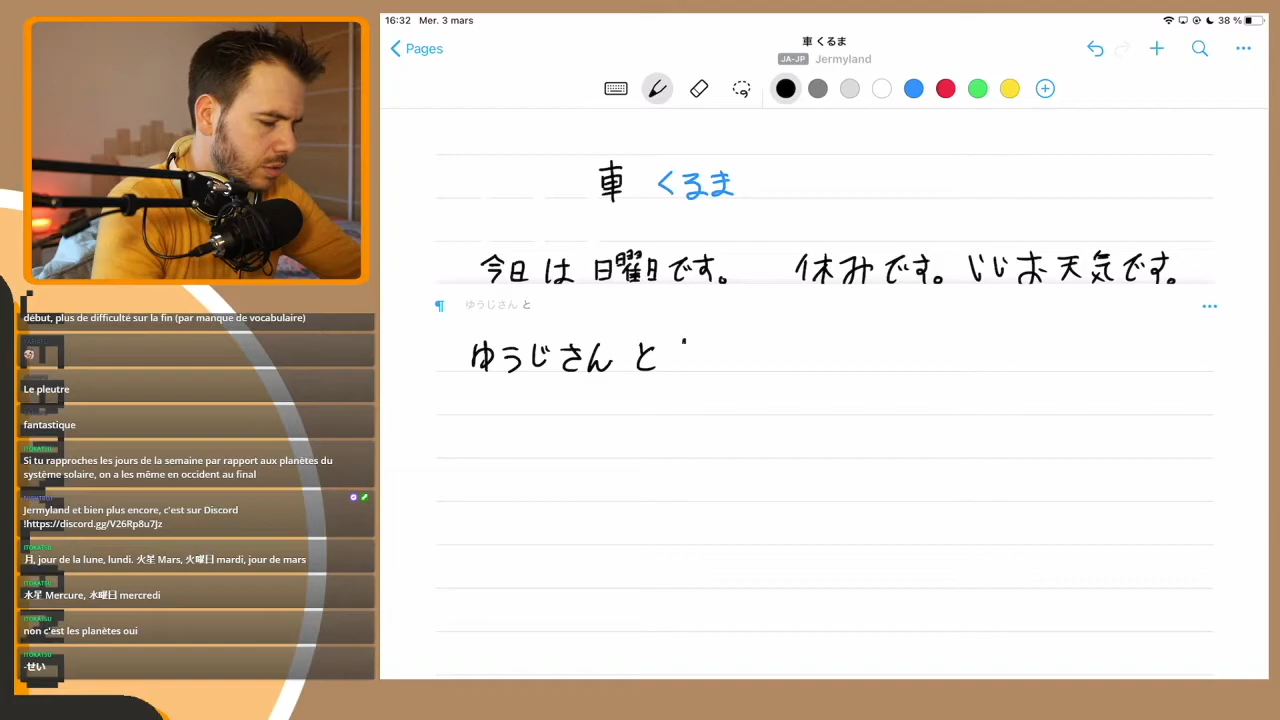 16:32 Mer. 3 mars
38 %
Pages
車 くるま
JA-JP Jermyland
車 くるま
今日は日曜日です。 休みです。いいお天気です。
ゆうじさん と
ゆうじさん と
début, plus de difficulté sur la fin (par manque de vocabulaire)
Le pleutre
fantastique
ITOKATSU
Si tu rapproches les jours de la semaine par rapport aux planètes du
système solaire, on a les même en occident au final
NIGHTBOT
Jermyland et bien plus encore, c'est sur Discord
!https://discord.gg/V26Rp8u7Jz
ITOKATSU
月, jour de la lune, lundi. 火星 Mars, 火曜日 mardi, jour de mars
ITOKATSU
水星 Mercure, 水曜日 mercredi
ITOKATSU
non c'est les planètes oui
ITOKATSU
-せい